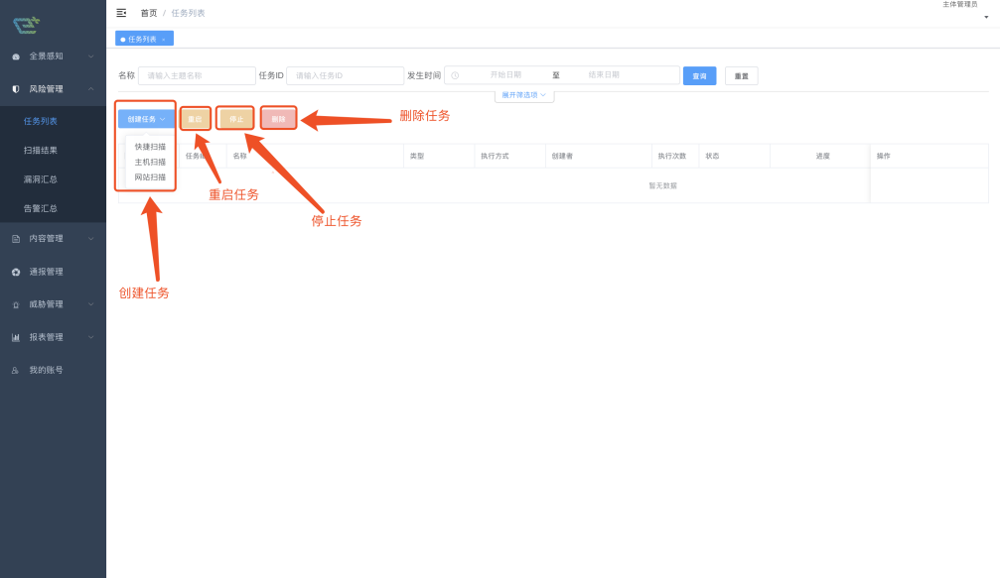 主体管理员
首页 / 任务列表
任务列表 ×
全景感知
风险管理
任务列表
扫描结果
漏洞汇总
告警汇总
内容管理
通报管理
威胁管理
报表管理
我的账号
名称 请输入主题名称 任务ID 请输入任务ID 发生时间 开始日期 至 结束日期 查询 重置
展开筛选项
创建任务 重启 停止 删除
删除任务
快捷扫描
主机扫描
网站扫描
任务 名称 类型 执行方式 创建者 执行次数 状态 进度 操作
暂无数据
重启任务
停止任务
创建任务